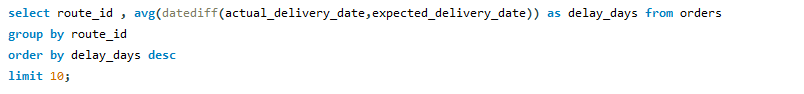 select route_id , avg(datediff(actual_delivery_date,expected_delivery_date)) as delay_days from orders
group by route_id
order by delay_days desc
limit 10;